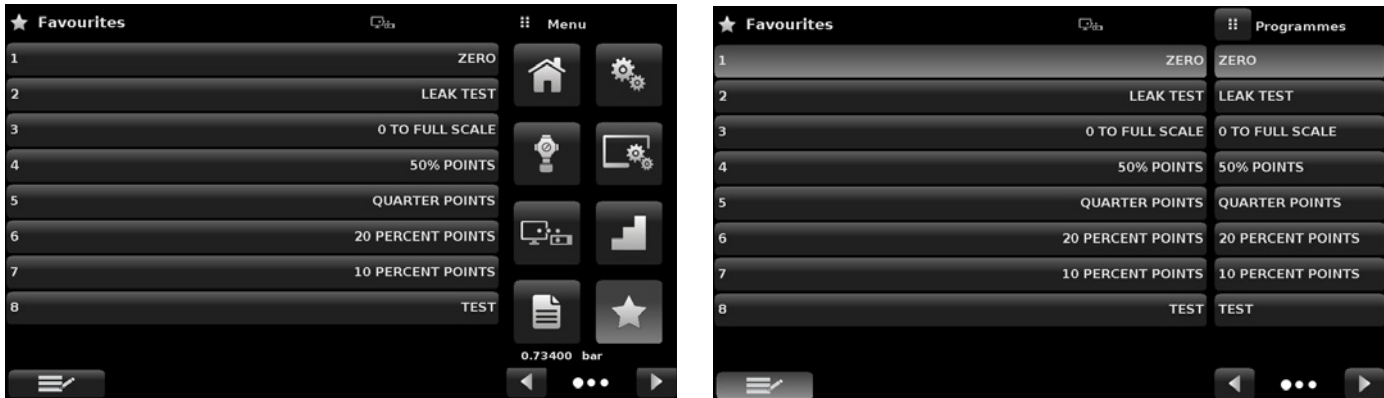 Favourites
Menu
1 ZERO
2 LEAK TEST
3 0 TO FULL SCALE
4 50% POINTS
5 QUARTER POINTS
6 20 PERCENT POINTS
7 10 PERCENT POINTS
8 TEST
0.73400 bar
Favourites
Programmes
1 ZERO ZERO
2 LEAK TEST LEAK TEST
3 0 TO FULL SCALE 0 TO FULL SCALE
4 50% POINTS 50% POINTS
5 QUARTER POINTS QUARTER POINTS
6 20 PERCENT POINTS 20 PERCENT POINTS
7 10 PERCENT POINTS 10 PERCENT POINTS
8 TEST TEST